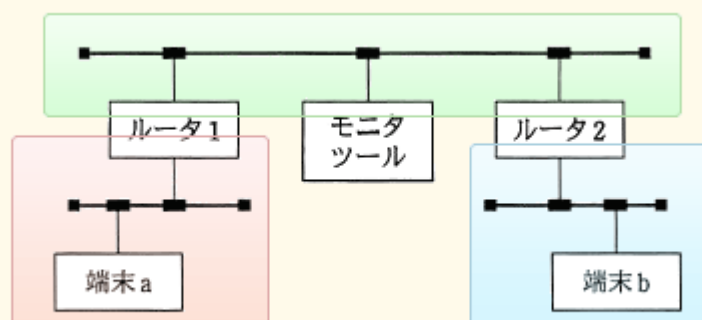 ルータ1
モニタ
ツール
ルータ2
端末a
端末b